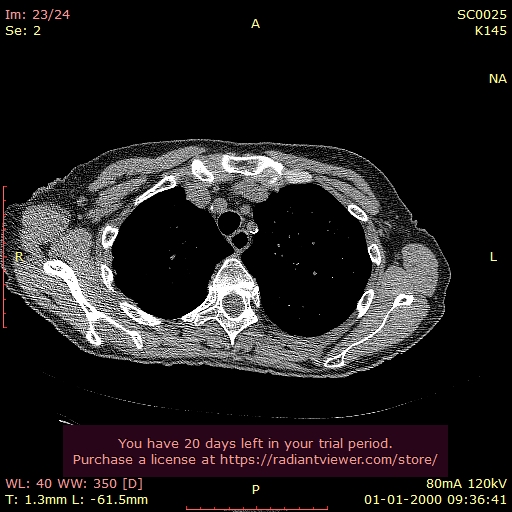 Im: 23/24
Se: 2
A
SC0025
K145
NA
R
L
You have 20 days left in your trial period.
Purchase a license at https://radiantviewer.com/store/
WL: 40 WW: 350 [D]
T: 1.3mm L: -61.5mm
P
80mA 120kV
01-01-2000 09:36:41